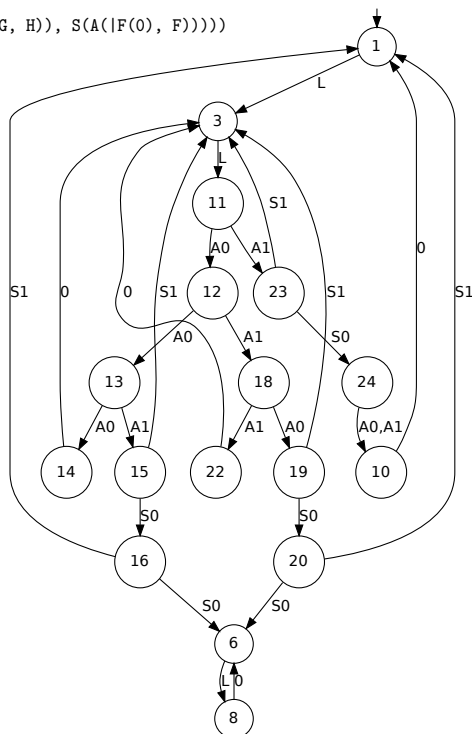 G, H)), S(A(|F(0), F)))))
1
L
3
L
S1
11
A0 A1
12 23
S1 0 0 S1 S1 0 S1
A0 A1 S0
13 18 24
A0 A1 A1 A0 A0,A1
14 15 22 19 10
S0 S0
16 20
S0 S0
6
L 0
8